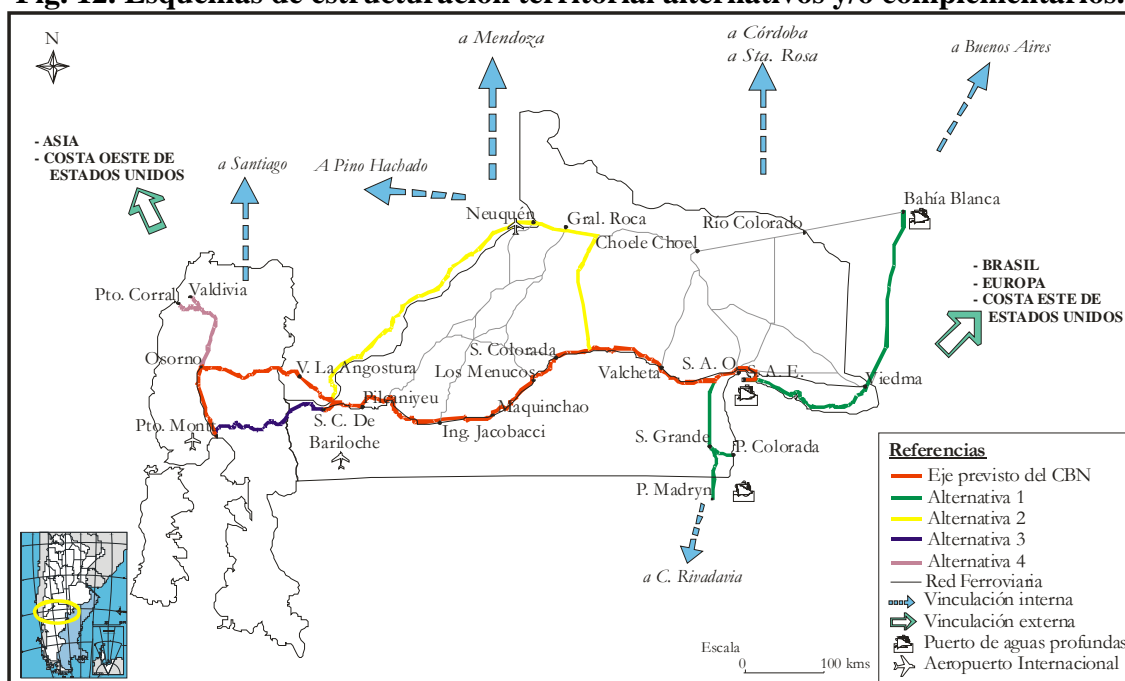 Fig. 12. Esquemas de estructuración territorial alternativos y/o complementarios.
N
a Mendoza
a Córdoba
a Sta. Rosa
a Buenos Aires
- ASIA
- COSTA OESTE DE
ESTADOS UNIDOS
a Santiago
A Pino Hachado
Neuquén
Gral. Roca
Choele Choel
Río Colorado
Bahía Blanca
- BRASIL
- EUROPA
- COSTA ESTE DE
ESTADOS UNIDOS
Pto. Corral
Valdivia
Osorno
V. La Angostura
S. Colorada
Los Menucos
Valcheta
S. A. O.
S. A. E.
Viedma
Pilcaniyeu
Maquinchao
Pto. Montt
S. C. De
Bariloche
Ing. Jacobacci
S. Grande
P. Colorada
P. Madryn
a C. Rivadavia
Referencias
Eje previsto del CBN
Alternativa 1
Alternativa 2
Alternativa 3
Alternativa 4
Red Ferroviaria
Vinculación interna
Vinculación externa
Puerto de aguas profundas
Aeropuerto Internacional
Escala
0 100 kms